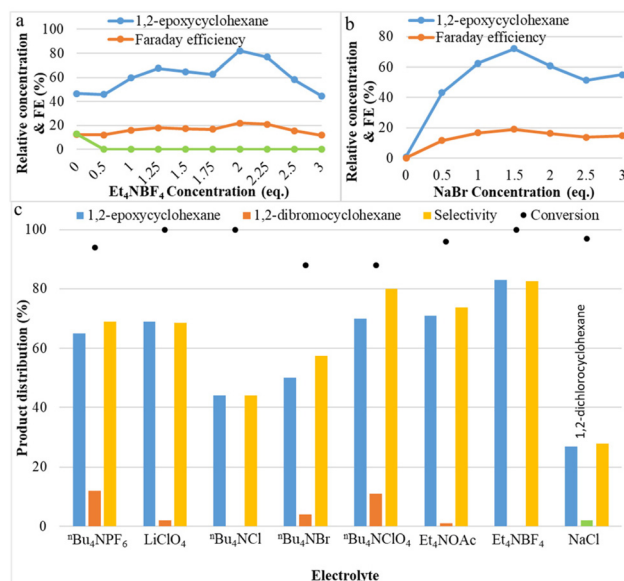 a
1,2-epoxycyclohexane
Faraday efficiency
Relative concentration
& FE (%)
100
80
60
40
20
0
0 0.5 1 1.25 1.5 1.75 2 2.25 2.5 3
Et₄NBF₄ Concentration (eq.)
b
1,2-epoxycyclohexane
Faraday efficiency
Relative concentration
& FE (%)
80
60
40
20
0
0 0.5 1 1.5 2 2.5 3
NaBr Concentration (eq.)
c
1,2-epoxycyclohexane 1,2-dibromocyclohexane Selectivity Conversion
Product distribution (%)
100
80
60
40
20
0
1,2-dichlorocyclohexane
ⁿBu₄NPF₆ LiClO₄ ⁿBu₄NCl ⁿBu₄NBr ⁿBu₄NClO₄ Et₄NOAc Et₄NBF₄ NaCl
Electrolyte